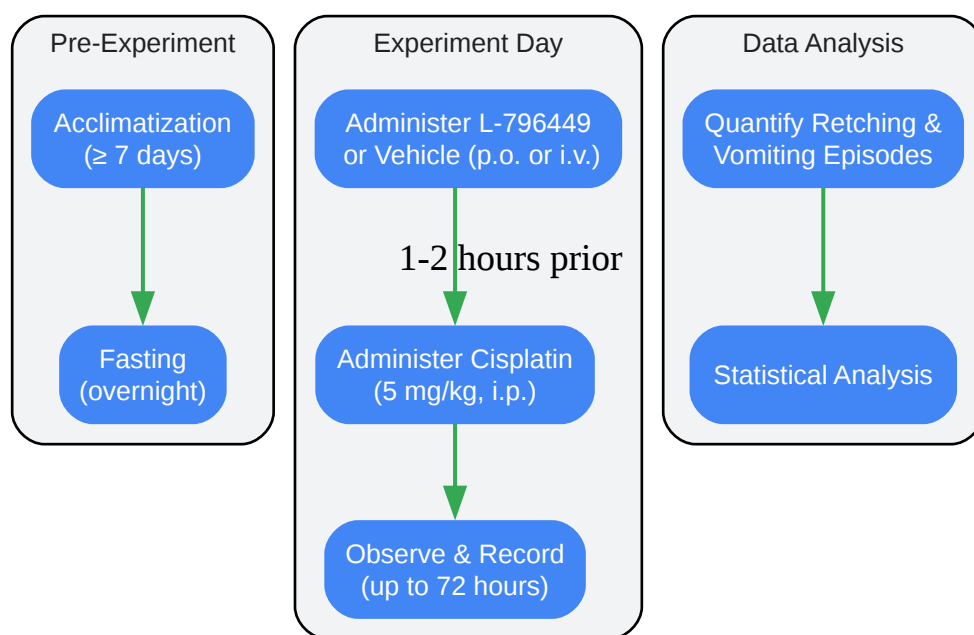 Pre-Experiment
Acclimatization
(≥ 7 days)
Fasting
(overnight)
Experiment Day
Administer L-796449
or Vehicle (p.o. or i.v.)
1-2 hours prior
Administer Cisplatin
(5 mg/kg, i.p.)
Observe & Record
(up to 72 hours)
Data Analysis
Quantify Retching &
Vomiting Episodes
Statistical Analysis